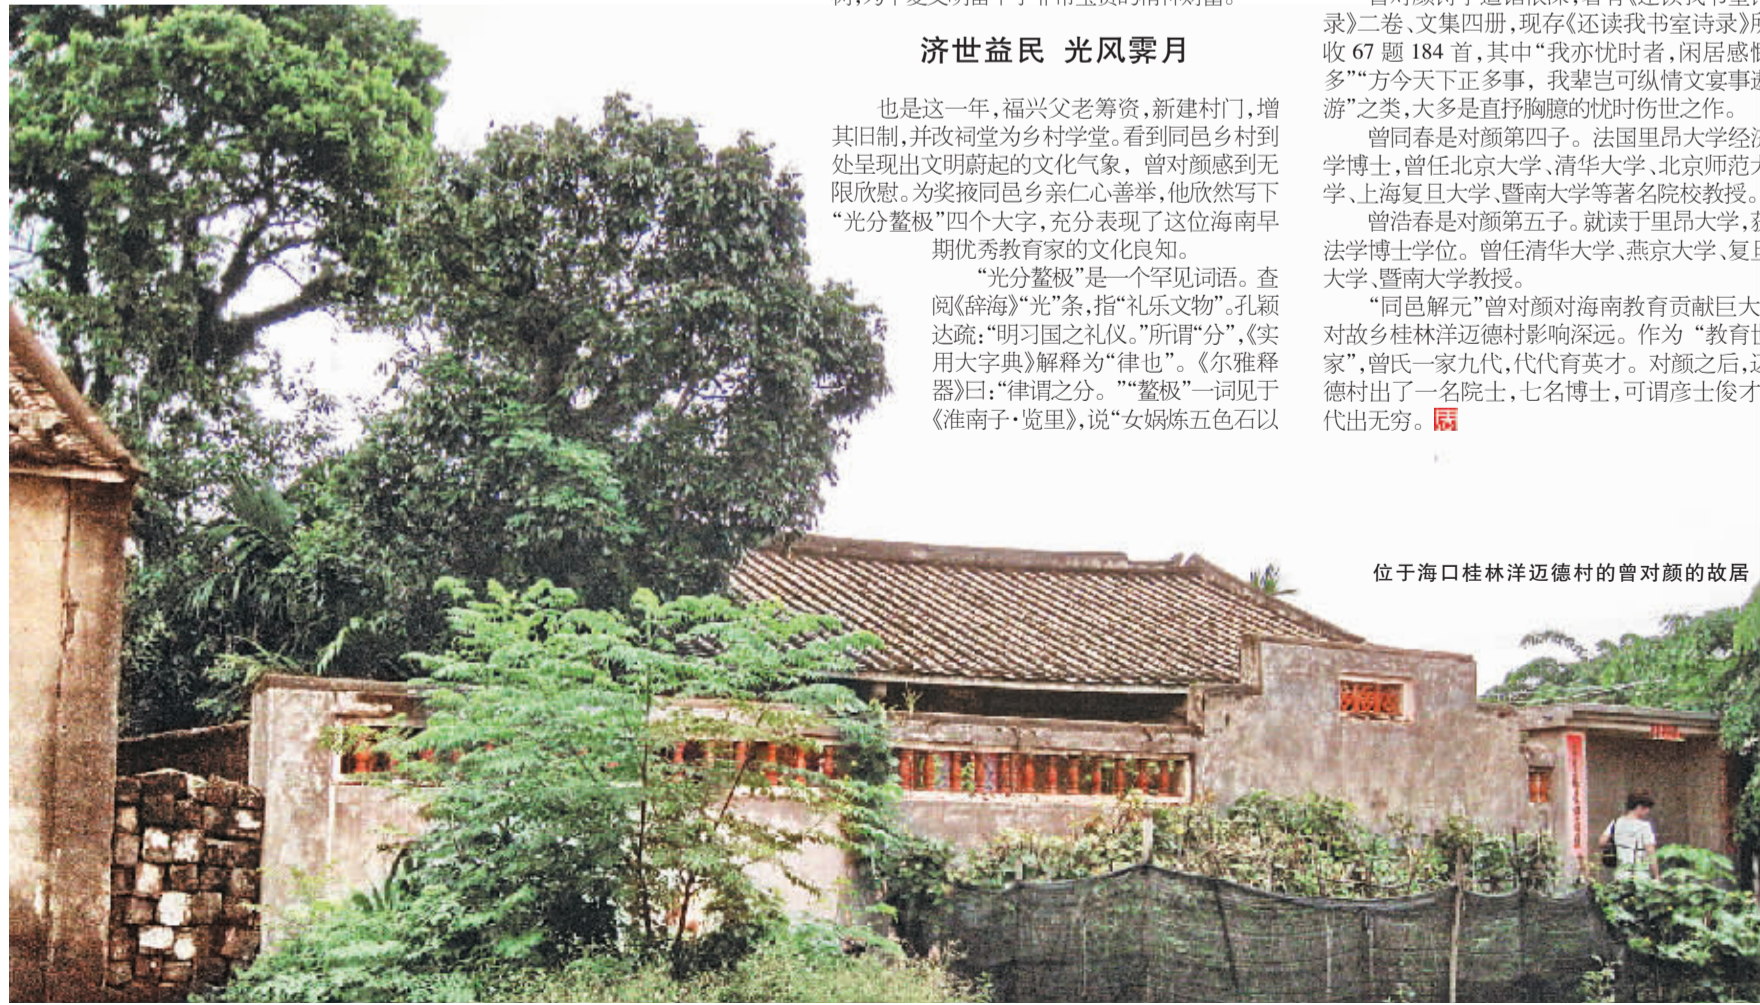 济世益民 光风霁月
也是这一年，福兴父老筹资，新建村门，增
其旧制，并改祠堂为乡村学堂。看到同邑乡村到
处呈现出文明蔚起的文化气象，曾对颜感到无
限欣慰。为奖掖同邑乡亲仁心善举，他欣然写下
“光分鳌极”四个大字，充分表现了这位海南早
期优秀教育家的文化良知。
“光分鳌极”是一个罕见词语。查
阅《辞海》“光”条，指“礼乐文物”。孔颖
达疏：“明习国之礼仪。”所谓“分”，《实
用大字典》解释为“律也”。《尔雅释
器》曰：“律谓之分。”“鳌极”一词见于
《淮南子·览里》，说“女娲炼五色石以
录》二卷、文集四册，现存《还读我书室诗录》
收 67 题 184 首，其中“我亦忧时者，闲居感
多”“方今天下正多事，我辈岂可纵情文宴事
游”之类，大多是直抒胸臆的忧时伤世之作。
曾同春是对颜第四子。法国里昂大学经
学博士，曾任北京大学、清华大学、北京师范
学、上海复旦大学、暨南大学等著名院校教授。
曾浩春是对颜第五子。就读于里昂大学，
法学博士学位。曾任清华大学、燕京大学、复旦
大学、暨南大学教授。
“同邑解元”曾对颜对海南教育贡献巨大
对故乡桂林洋迈德村影响深远。作为“教育
家”，曾氏一家九代，代代育英才。对颜之后，
德村出了一名院士，七名博士，可谓彦士俊才
代出无穷。
位于海口桂林洋迈德村的曾对颜的故居